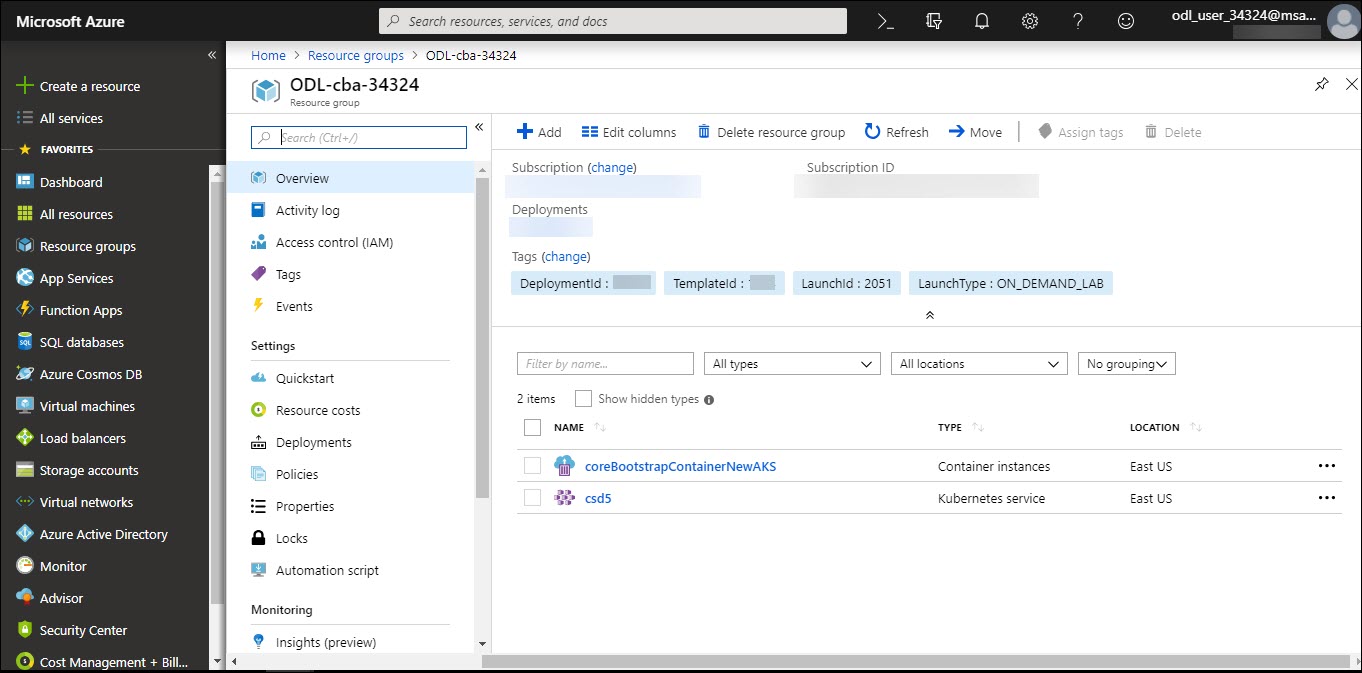 Microsoft Azure
Search resources, services, and docs
odl_user_34324@msa...
Home > Resource groups > ODL-cba-34324
ODL-cba-34324
Resource group
Create a resource
All services
FAVORITES
Dashboard
All resources
Resource groups
App Services
Function Apps
SQL databases
Azure Cosmos DB
Virtual machines
Load balancers
Storage accounts
Virtual networks
Azure Active Directory
Monitor
Advisor
Security Center
Cost Management + Bill...
Search (Ctrl+/)
Overview
Activity log
Access control (IAM)
Tags
Events
Settings
Quickstart
Resource costs
Deployments
Policies
Properties
Locks
Automation script
Monitoring
Insights (preview)
Add Edit columns Delete resource group Refresh Move Assign tags Delete
Subscription (change) Subscription ID
Deployments
Tags (change)
DeploymentId : TemplateId : LaunchId : 2051 LaunchType : ON_DEMAND_LAB
Filter by name... All types All locations No grouping
2 items Show hidden types
NAME TYPE LOCATION
coreBootstrapContainerNewAKS Container instances East US
csd5 Kubernetes service East US